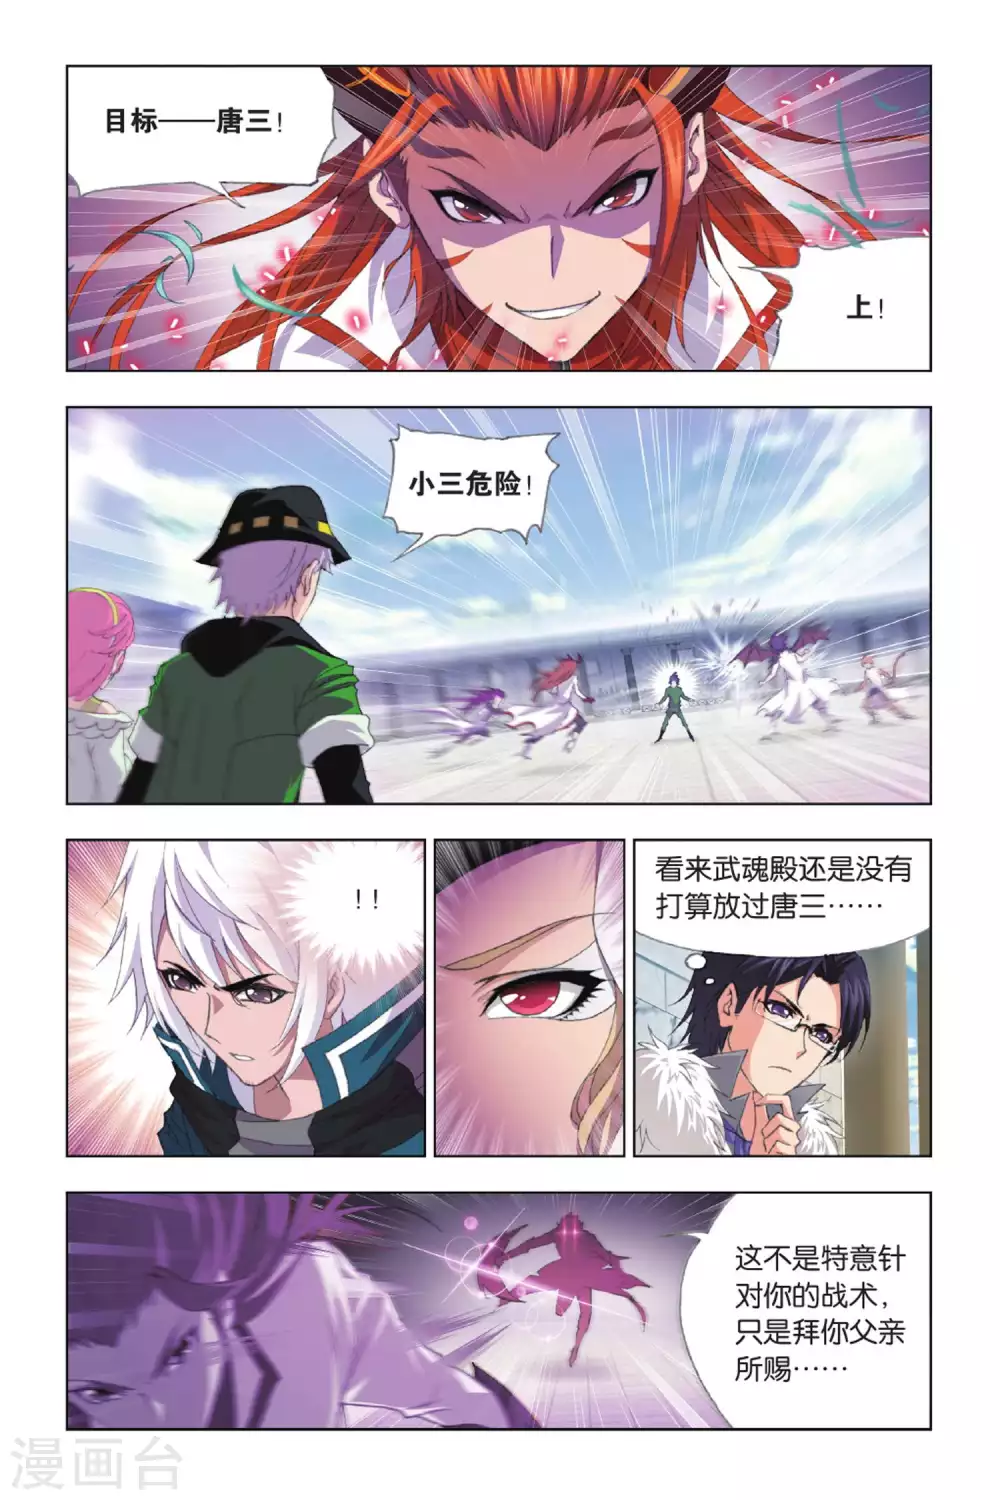 目标——唐三！
上！
小三危险！
！！
看来武魂殿还是没有
打算放过唐三……
这不是特意针
对你的战术，
只是拜你父亲
所赐……
漫画台